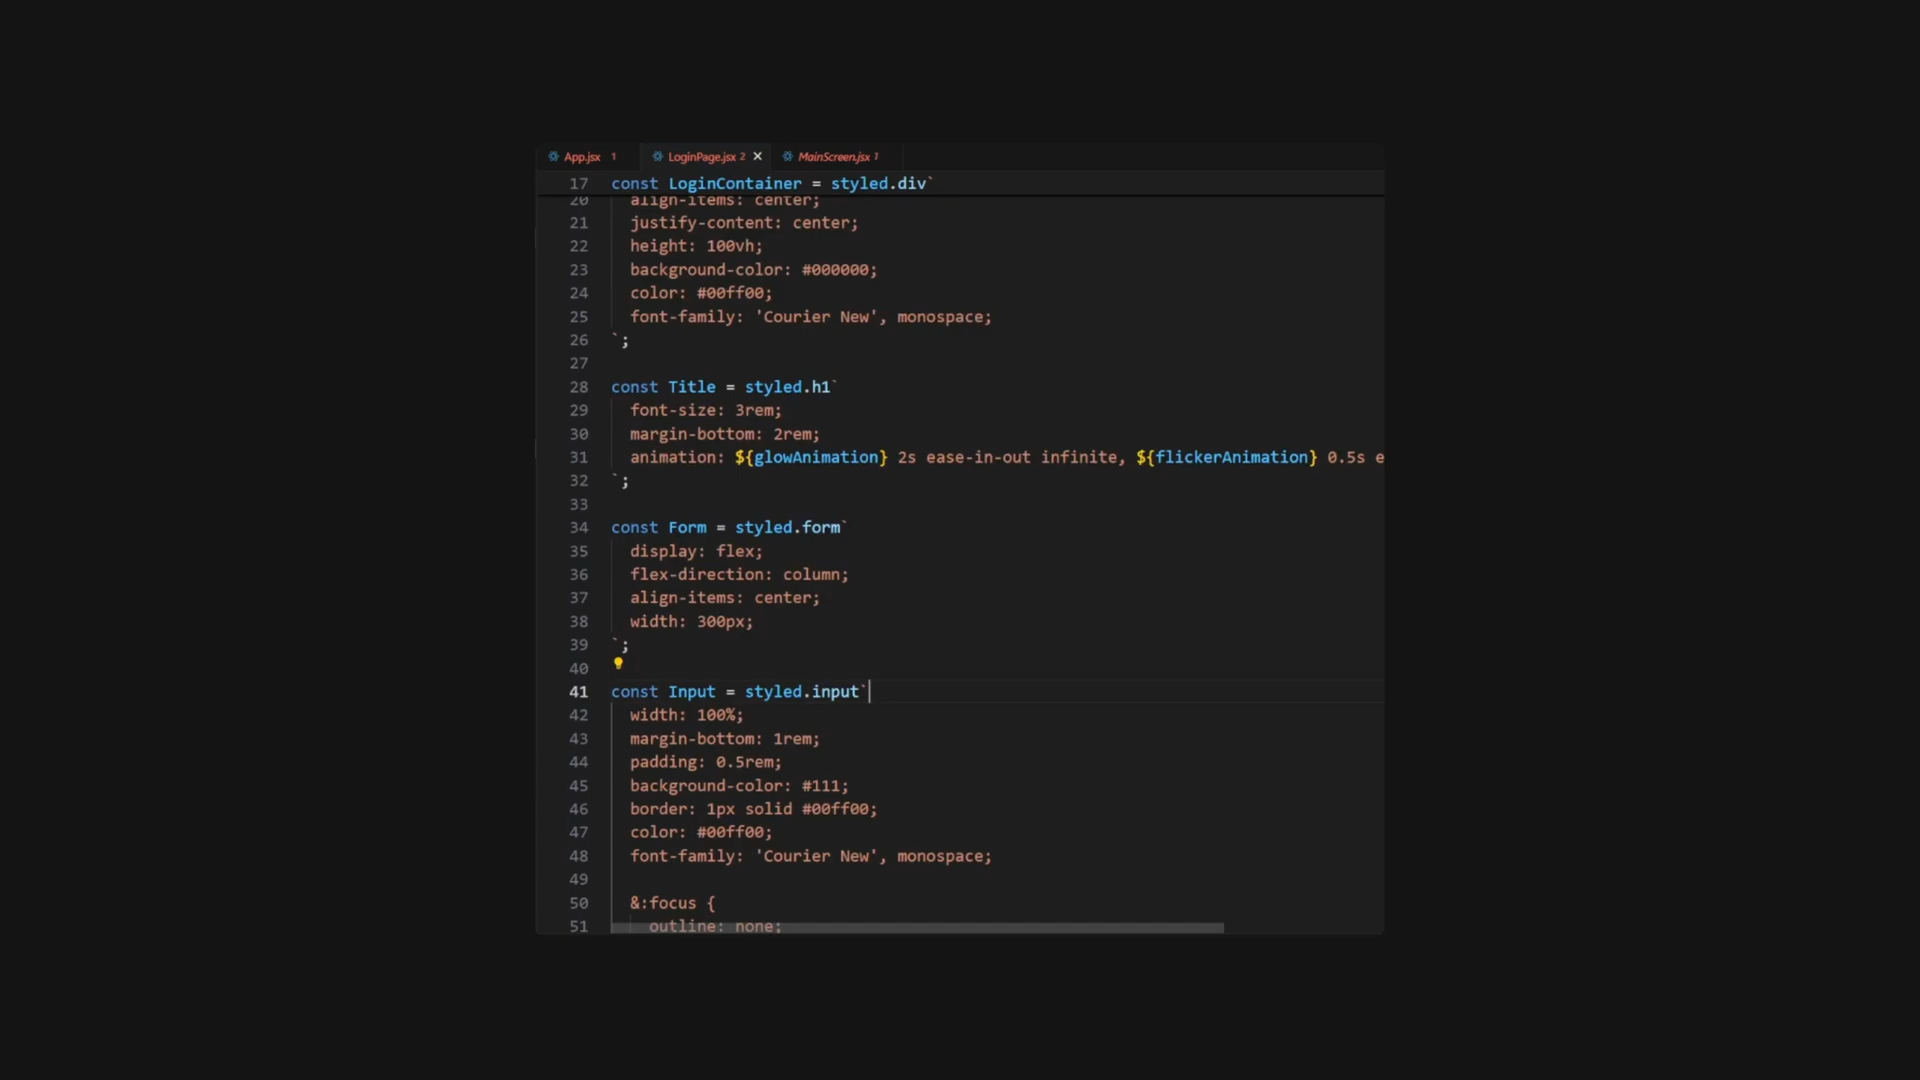 App.jsx 1 LoginPage.jsx 2 MainScreen.jsx 1
17 const LoginContainer = styled.div`
20 align-items: center;
21 justify-content: center;
22 height: 100vh;
23 background-color: #000000;
24 color: #00ff00;
25 font-family: 'Courier New', monospace;
26 `;
27
28 const Title = styled.h1`
29 font-size: 3rem;
30 margin-bottom: 2rem;
31 animation: ${glowAnimation} 2s ease-in-out infinite, ${flickerAnimation} 0.5s e
32 `;
33
34 const Form = styled.form`
35 display: flex;
36 flex-direction: column;
37 align-items: center;
38 width: 300px;
39 `;
40
41 const Input = styled.input`
42 width: 100%;
43 margin-bottom: 1rem;
44 padding: 0.5rem;
45 background-color: #111;
46 border: 1px solid #00ff00;
47 color: #00ff00;
48 font-family: 'Courier New', monospace;
49
50 &:focus {
51 outline: none;